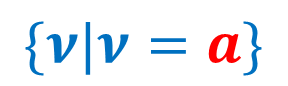 {𝝂|𝝂 = 𝒂}